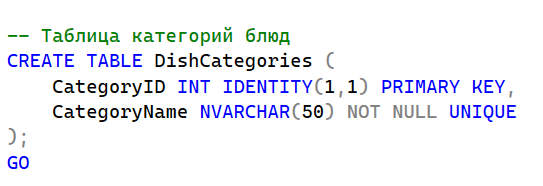 -- Таблица категорий блюд
CREATE TABLE DishCategories (
    CategoryID INT IDENTITY(1,1) PRIMARY KEY,
    CategoryName NVARCHAR(50) NOT NULL UNIQUE
);
GO